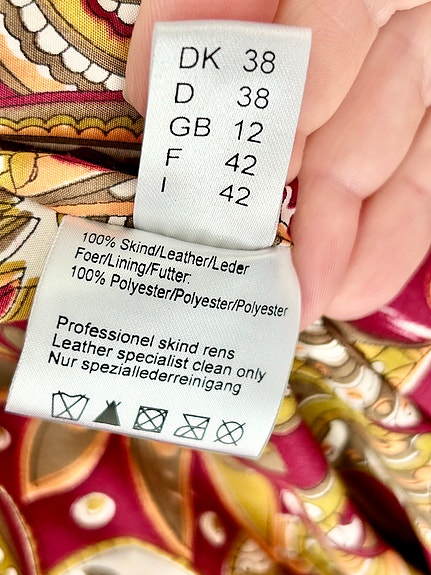 DK 38
D 38
GB 12
F 42
I 42
100% Skind/Leather/Leder
Foer/Lining/Futter:
100% Polyester/Polyester/Polyester
Professionel skind rens
Leather specialist clean only
Nur speziallederreinigung